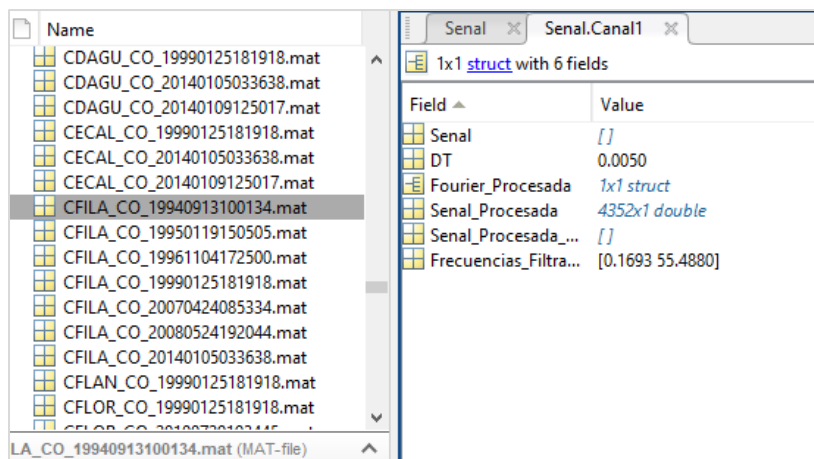 Name
CDAGU_CO_19990125181918.mat
CDAGU_CO_20140105033638.mat
CDAGU_CO_20140109125017.mat
CECAL_CO_19990125181918.mat
CECAL_CO_20140105033638.mat
CECAL_CO_20140109125017.mat
CFILA_CO_19940913100134.mat
CFILA_CO_19950119150505.mat
CFILA_CO_19961104172500.mat
CFILA_CO_19990125181918.mat
CFILA_CO_20070424085334.mat
CFILA_CO_20080524192044.mat
CFILA_CO_20140105033638.mat
CFLAN_CO_19990125181918.mat
CFLOR_CO_19990125181918.mat
LA_CO_19940913100134.mat (MAT-file)
Senal
Senal.Canal1
1x1 struct with 6 fields
Field Value
Senal []
DT 0.0050
Fourier_Procesada 1x1 struct
Senal_Procesada 4352x1 double
Senal_Procesada_... []
Frecuencias_Filtra... [0.1693 55.4880]